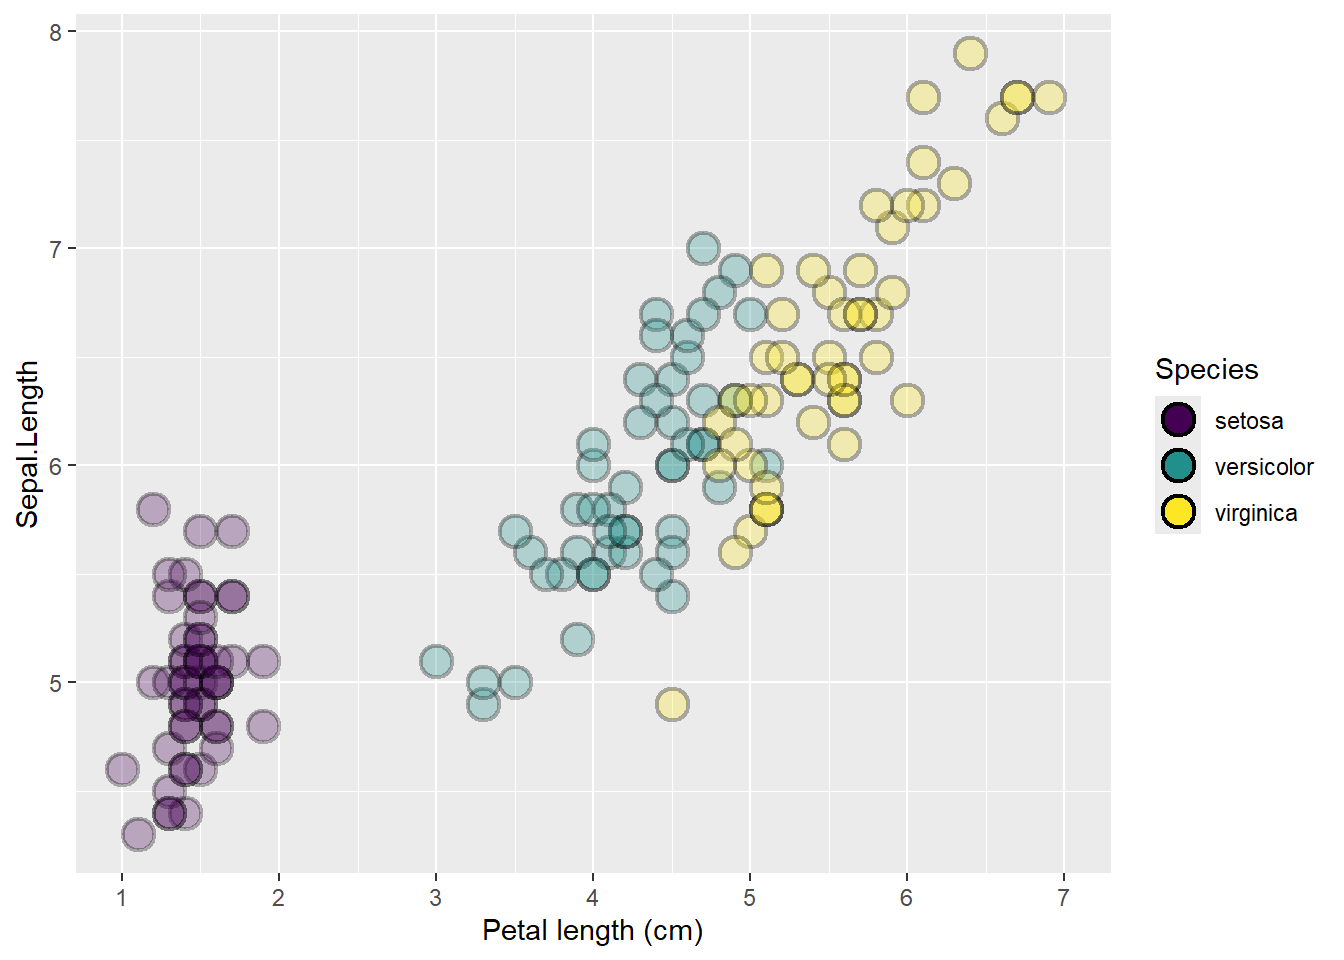 8
7
6
5
Sepal.Length
1 2 3 4 5 6 7
Petal length (cm)
Species
setosa
versicolor
virginica